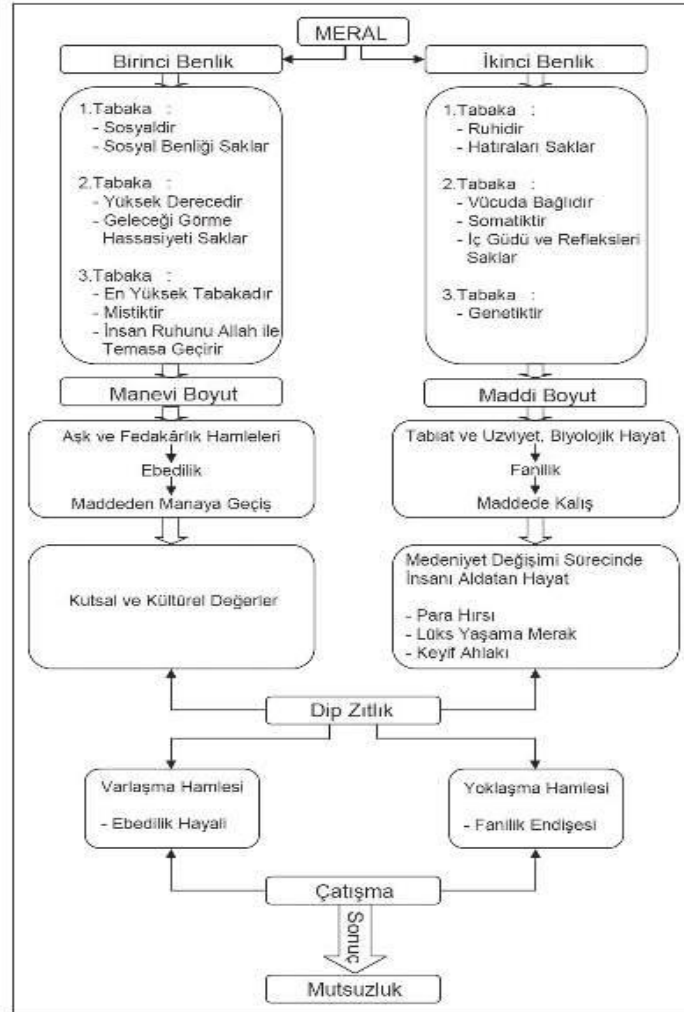 MERAL
Birinci Benlik
İkinci Benlik
1.Tabaka :
- Sosyaldir
- Sosyal Benliği Saklar
2.Tabaka :
- Yüksek Derecedir
- Geleceği Görme
Hassasiyeti Saklar
3.Tabaka :
- En Yüksek Tabakadır
- Mistiktir
- İnsan Ruhunu Allah ile
Temasa Geçirir
1.Tabaka :
- Ruhidir
- Hatıraları Saklar
2.Tabaka :
- Vücuda Bağlıdır
- Somatiktir
- İç Güdü ve Refleksleri
Saklar
3.Tabaka :
- Genetiktir
Manevi Boyut
Maddi Boyut
Aşk ve Fedakârlık Hamleleri
Ebedilik
Maddeden Manaya Geçiş
Tabiat ve Uzviyet, Biyolojik Hayat
Fanilik
Maddede Kalış
Kutsal ve Kültürel Değerler
Medeniyet Değişimi Sürecinde
İnsanı Aldatan Hayat
- Para Hırsı
- Lüks Yaşama Merak
- Keyif Ahlakı
Dip Zıtlık
Varlaşma Hamlesi
- Ebedilik Hayali
Yoklaşma Hamlesi
- Fanilik Endişesi
Çatışma
Sonuç
Mutsuzluk